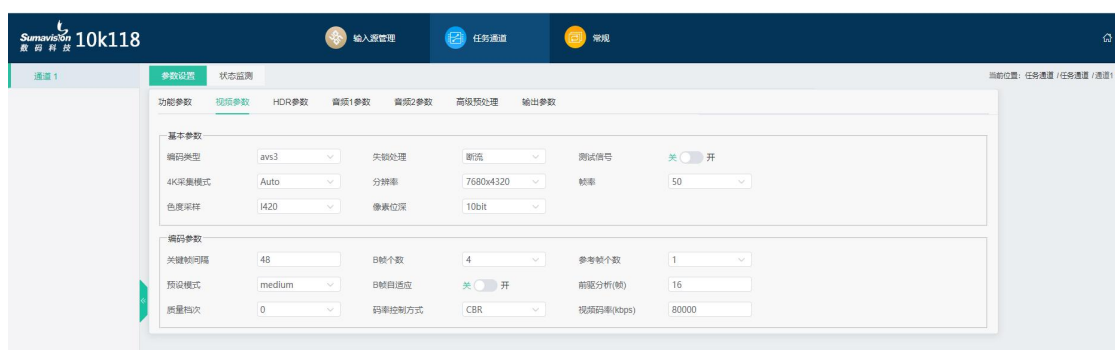 Sumavision 10k118
数 码 科 技
输入源管理
任务通道
常规
通道 1
参数设置 状态监测
当前位置：任务通道 /任务通道 /通道1
功能参数 视频参数 HDR参数 音频1参数 音频2参数 高级预处理 输出参数
基本参数
编码类型 avs3 失锁处理 断流 测试信号 关 开
4K采集模式 Auto 分辨率 7680x4320 帧率 50
色度采样 I420 像素位深 10bit
编码参数
关键帧间隔 48 B帧个数 4 参考帧个数 1
预设模式 medium B帧自适应 关 开 前驱分析(帧) 16
质量档次 0 码率控制方式 CBR 视频码率(kbps) 80000